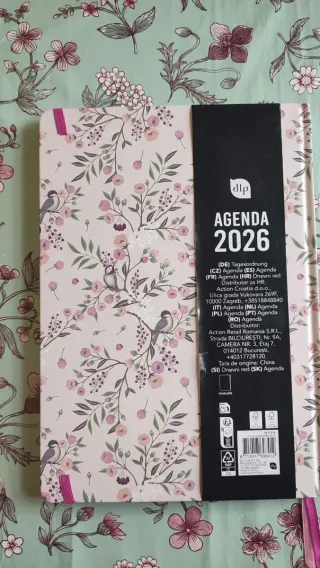 dlp
AGENDA
2026
(DE) Tagesordnung
(CZ) Agenda (ES) Agenda
(FR) Agenda (HR) Dnevni red
Distributer za HR:
Action Croatia d.o.o.,
Ulica grada Vukovara 269F,
10000 Zagreb, +38518848840
(IT) Agenda (NL) Agenda
(PL) Agenda (PT) Agenda
(RO) Agendă
Distribuitor:
Action Retail Romania S.R.L.,
Strada BILCIUREȘTI, Nr. 9A,
CAMERA NR. 3, Etaj 7,
014012 București,
+40317728120
Țara de origine: China
(SI) Dnevni red (SK) Agenda